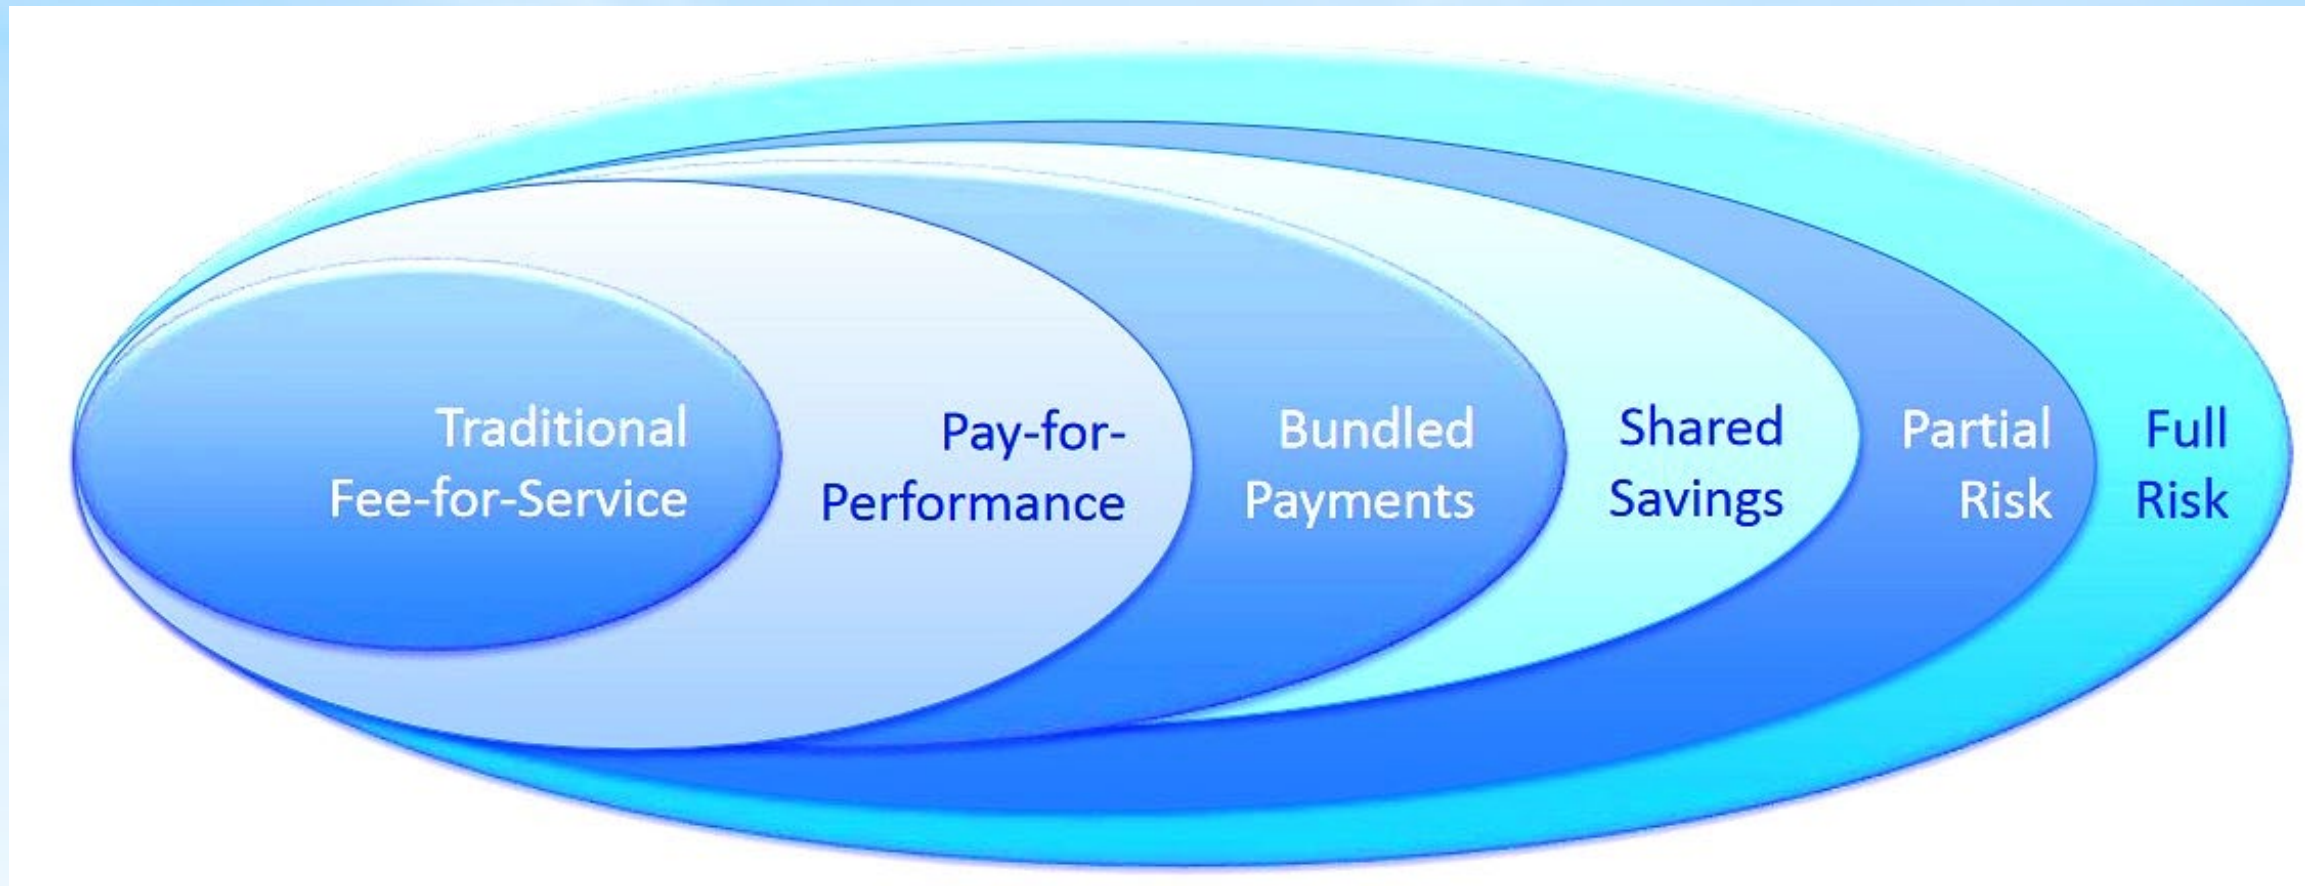 Traditional
Fee-for-Service
Pay-for-
Performance
Bundled
Payments
Shared
Savings
Partial
Risk
Full
Risk